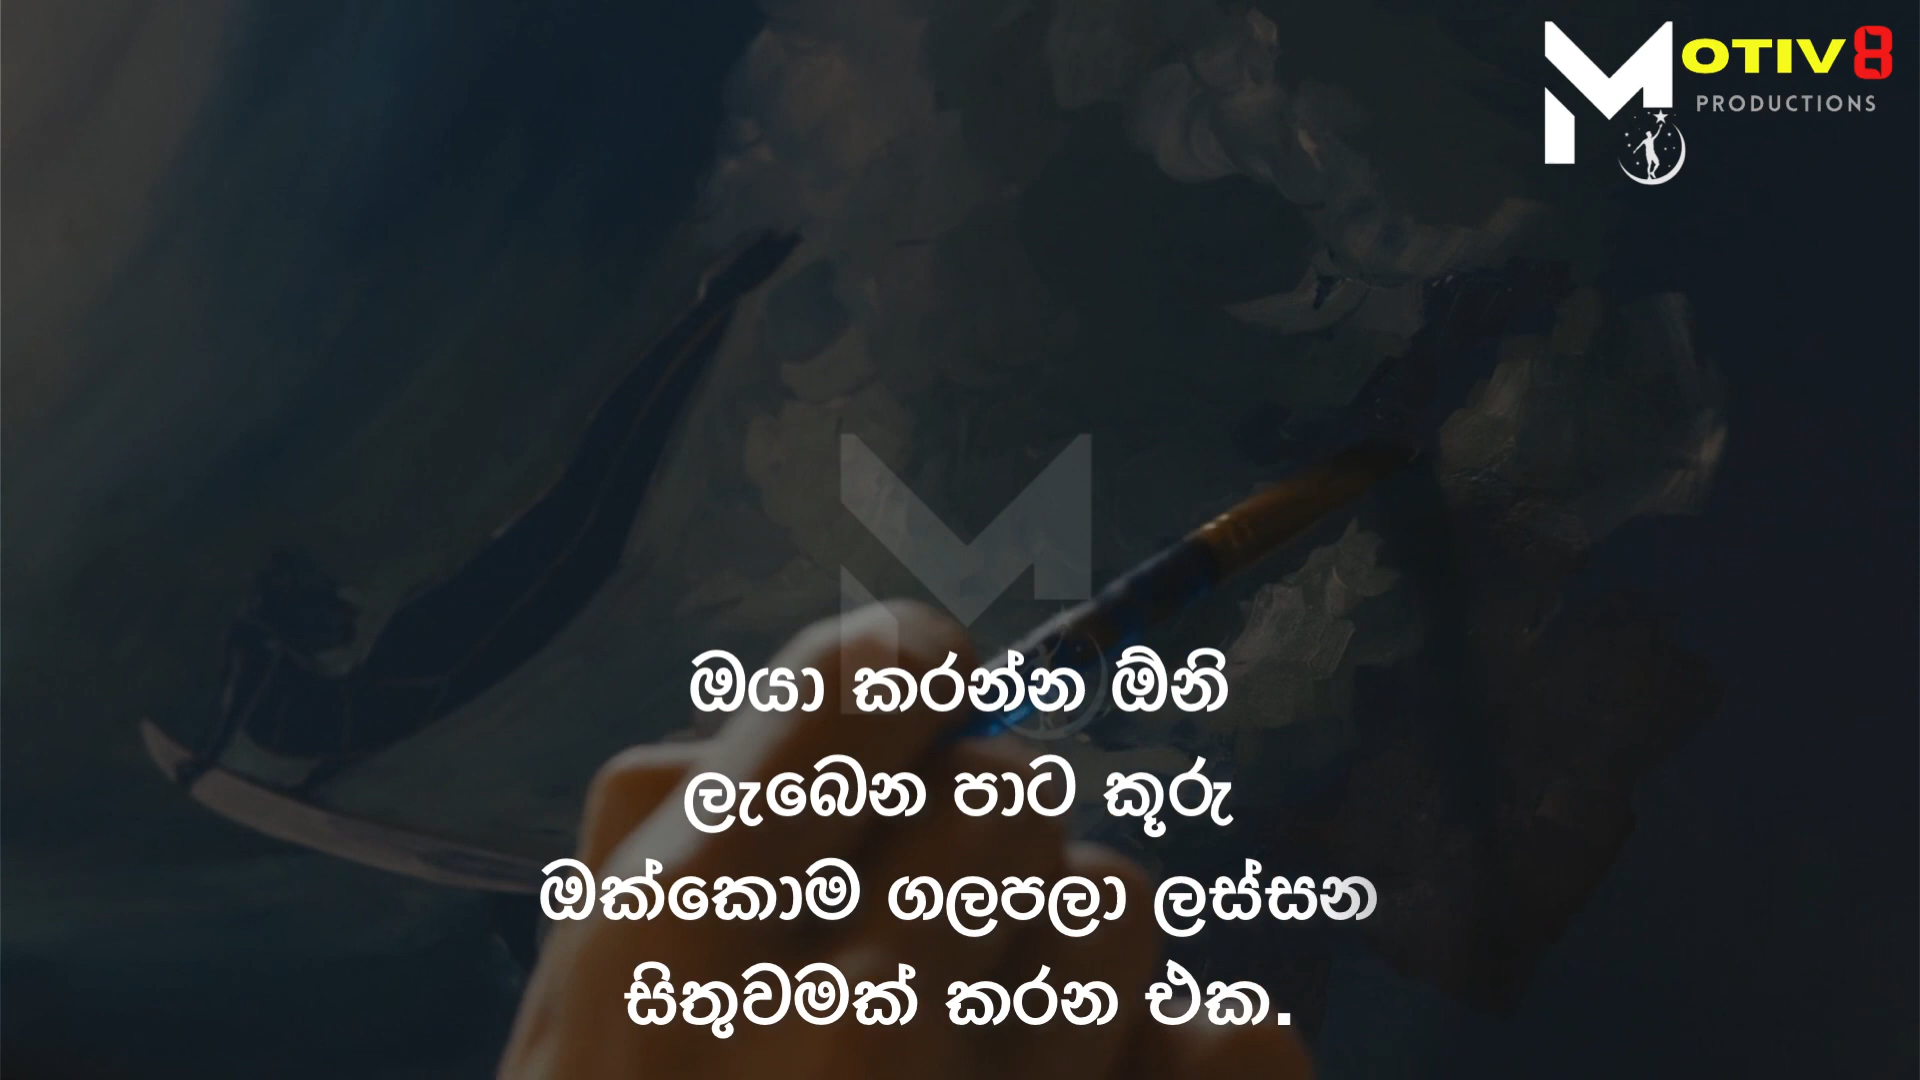 MOTIV8
PRODUCTIONS
ඔයා කරන්න ඕනි
ලැබෙන පාට කූරු
ඔක්කොම ගලපලා ලස්සන
සිතුවමක් කරන එක.